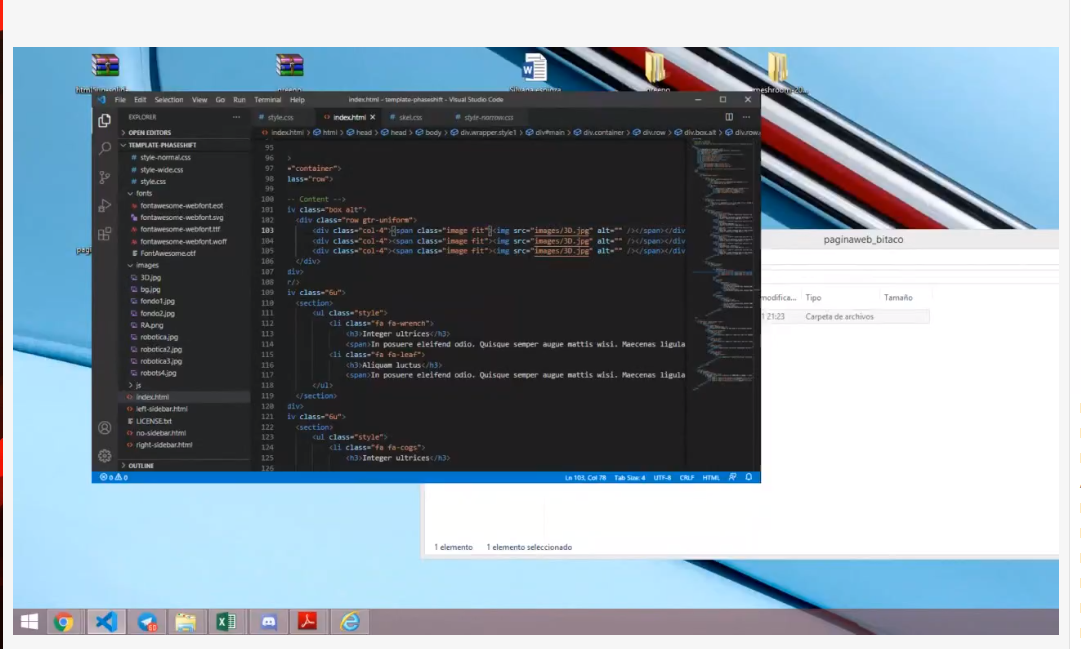 File Edit Selection View Go Run Terminal Help
index.html - template-phaseshift - Visual Studio Code
EXPLORER
OPEN EDITORS
TEMPLATE-PHASESHIFT
style-normal.css
style-wide.css
style.css
fonts
fontawesome-webfont.eot
fontawesome-webfont.svg
fontawesome-webfont.ttf
fontawesome-webfont.woff
FontAwesome.otf
images
3D.jpg
bg.jpg
fondo1.jpg
fondo2.jpg
RA.png
robotica.jpg
robotica2.jpg
robotica3.jpg
robots4.jpg
js
index.html
left-sidebar.html
LICENSE.txt
no-sidebar.html
right-sidebar.html
OUTLINE
style.css index.html skel.css style-normal.css
index.html > html > head > head > body > div.wrapper.style1 > div#main > div.container > div.row > div.box.alt > div.row
95
96 >
97 ="container">
98 lass="row">
99
100 -- Content -->
101 iv class="box alt">
102 <div class="row gtr-uniform">
103 <div class="col-4"><span class="image fit"><img src="images/3D.jpg" alt="" /></span></div
104 <div class="col-4"><span class="image fit"><img src="images/3D.jpg" alt="" /></span></div
105 <div class="col-4"><span class="image fit"><img src="images/3D.jpg" alt="" /></span></div
106 </div>
107 div>
108 r/>
109 iv class="6u">
110 <section>
111 <ul class="style">
112 <li class="fa fa-wrench">
113 <h3>Integer ultrices</h3>
114 <span>In posuere eleifend odio. Quisque semper augue mattis wisi. Maecenas ligula
115 <li class="fa fa-leaf">
116 <h3>Aliquam luctus</h3>
117 <span>In posuere eleifend odio. Quisque semper augue mattis wisi. Maecenas ligula
118 </ul>
119 </section>
120 div>
121 iv class="6u">
122 <section>
123 <ul class="style">
124 <li class="fa fa-cogs">
125 <h3>Integer ultrices</h3>
126
0 0
Ln 103, Col 78 Tab Size: 4 UTF-8 CRLF HTML
paginaweb_bitaco
modifica... Tipo Tamaño
21:23 Carpeta de archivos
1 elemento 1 elemento seleccionado